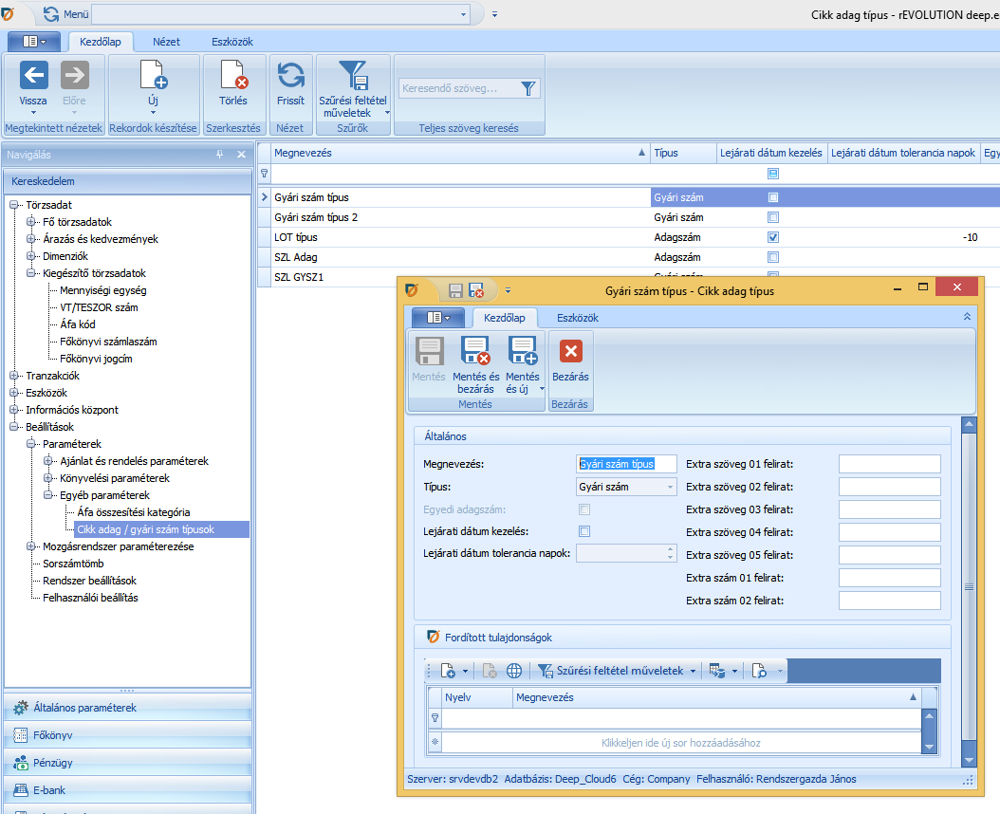 Menü
Cikk adag típus - rEVOLUTION deep.e
Kezdőlap Nézet Eszközök
Vissza Előre Új Törlés Frissít Szűrési feltétel műveletek Keresendő szöveg...
Megtekintett nézetek Rekordok készítése Szerkesztés Nézet Szűrők Teljes szöveg keresés
Navigálás
Kereskedelem
Törzsadat
Fő törzsadatok
Árazás és kedvezmények
Dimenziók
Kiegészítő törzsadatok
Mennyiségi egység
VT/TESZOR szám
Áfa kód
Főkönyvi számlaszám
Főkönyvi jogcím
Tranzakciók
Eszközök
Információs központ
Beállítások
Paraméterek
Ajánlat és rendelés paraméterek
Könyvelési paraméterek
Egyéb paraméterek
Áfa összesítési kategória
Cikk adag / gyári szám típusok
Mozgásrendszer paraméterezése
Sorszámtömb
Rendszer beállítások
Felhasználói beállítás
Általános paraméterek
Főkönyv
Pénzügy
E-bank
Megnevezés Típus Lejárati dátum kezelés Lejárati dátum tolerancia napok Egy
Gyári szám típus Gyári szám
Gyári szám típus 2 Gyári szám
LOT típus Adagszám -10
SZL Adag Adagszám
SZL GYSZ1 Gyári szám
Gyári szám típus - Cikk adag típus
Kezdőlap Eszközök
Mentés Mentés és bezárás Mentés és új Bezárás
Mentés Bezárás
Általános
Megnevezés: Gyári szám típus Extra szöveg 01 felirat:
Típus: Gyári szám Extra szöveg 02 felirat:
Egyedi adagszám: Extra szöveg 03 felirat:
Lejárati dátum kezelés: Extra szöveg 04 felirat:
Lejárati dátum tolerancia napok: Extra szöveg 05 felirat:
Extra szám 01 felirat:
Extra szám 02 felirat:
Fordított tulajdonságok
Szűrési feltétel műveletek
Nyelv Megnevezés
Klikkeljen ide új sor hozzáadásához
Szerver: srvdevdb2 Adatbázis: Deep_Cloud6 Cég: Company Felhasználó: Rendszergazda János